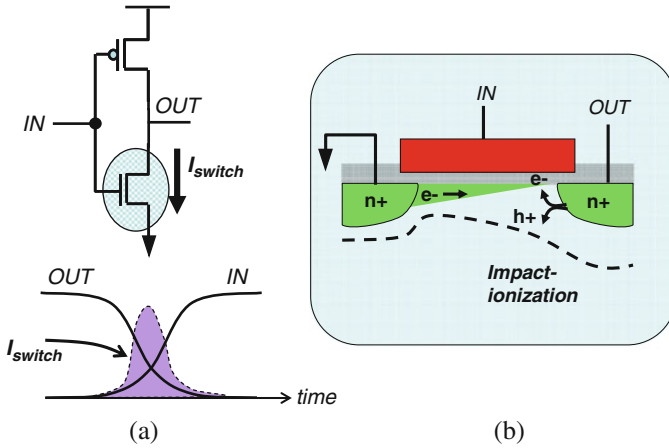 IN
OUT
I_switch
OUT
IN
I_switch
time
(a)
IN
OUT
n+
e-
e-
h+
n+
Impact-
ionization
(b)